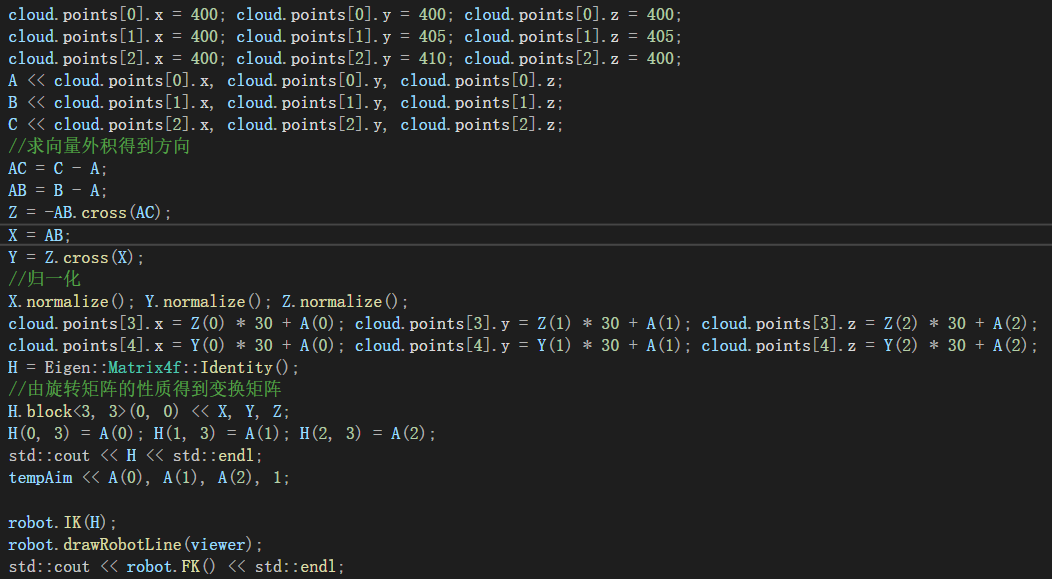 cloud.points[0].x = 400; cloud.points[0].y = 400; cloud.points[0].z = 400;
cloud.points[1].x = 400; cloud.points[1].y = 405; cloud.points[1].z = 405;
cloud.points[2].x = 400; cloud.points[2].y = 410; cloud.points[2].z = 400;
A << cloud.points[0].x, cloud.points[0].y, cloud.points[0].z;
B << cloud.points[1].x, cloud.points[1].y, cloud.points[1].z;
C << cloud.points[2].x, cloud.points[2].y, cloud.points[2].z;
//求向量外积得到方向
AC = C - A;
AB = B - A;
Z = -AB.cross(AC);
X = AB;
Y = Z.cross(X);
//归一化
X.normalize(); Y.normalize(); Z.normalize();
cloud.points[3].x = Z(0) * 30 + A(0); cloud.points[3].y = Z(1) * 30 + A(1); cloud.points[3].z = Z(2) * 30 + A(2);
cloud.points[4].x = Y(0) * 30 + A(0); cloud.points[4].y = Y(1) * 30 + A(1); cloud.points[4].z = Y(2) * 30 + A(2);
H = Eigen::Matrix4f::Identity();
//由旋转矩阵的性质得到变换矩阵
H.block<3, 3>(0, 0) << X, Y, Z;
H(0, 3) = A(0); H(1, 3) = A(1); H(2, 3) = A(2);
std::cout << H << std::endl;
tempAim << A(0), A(1), A(2), 1;
robot.IK(H);
robot.drawRobotLine(viewer);
std::cout << robot.FK() << std::endl;